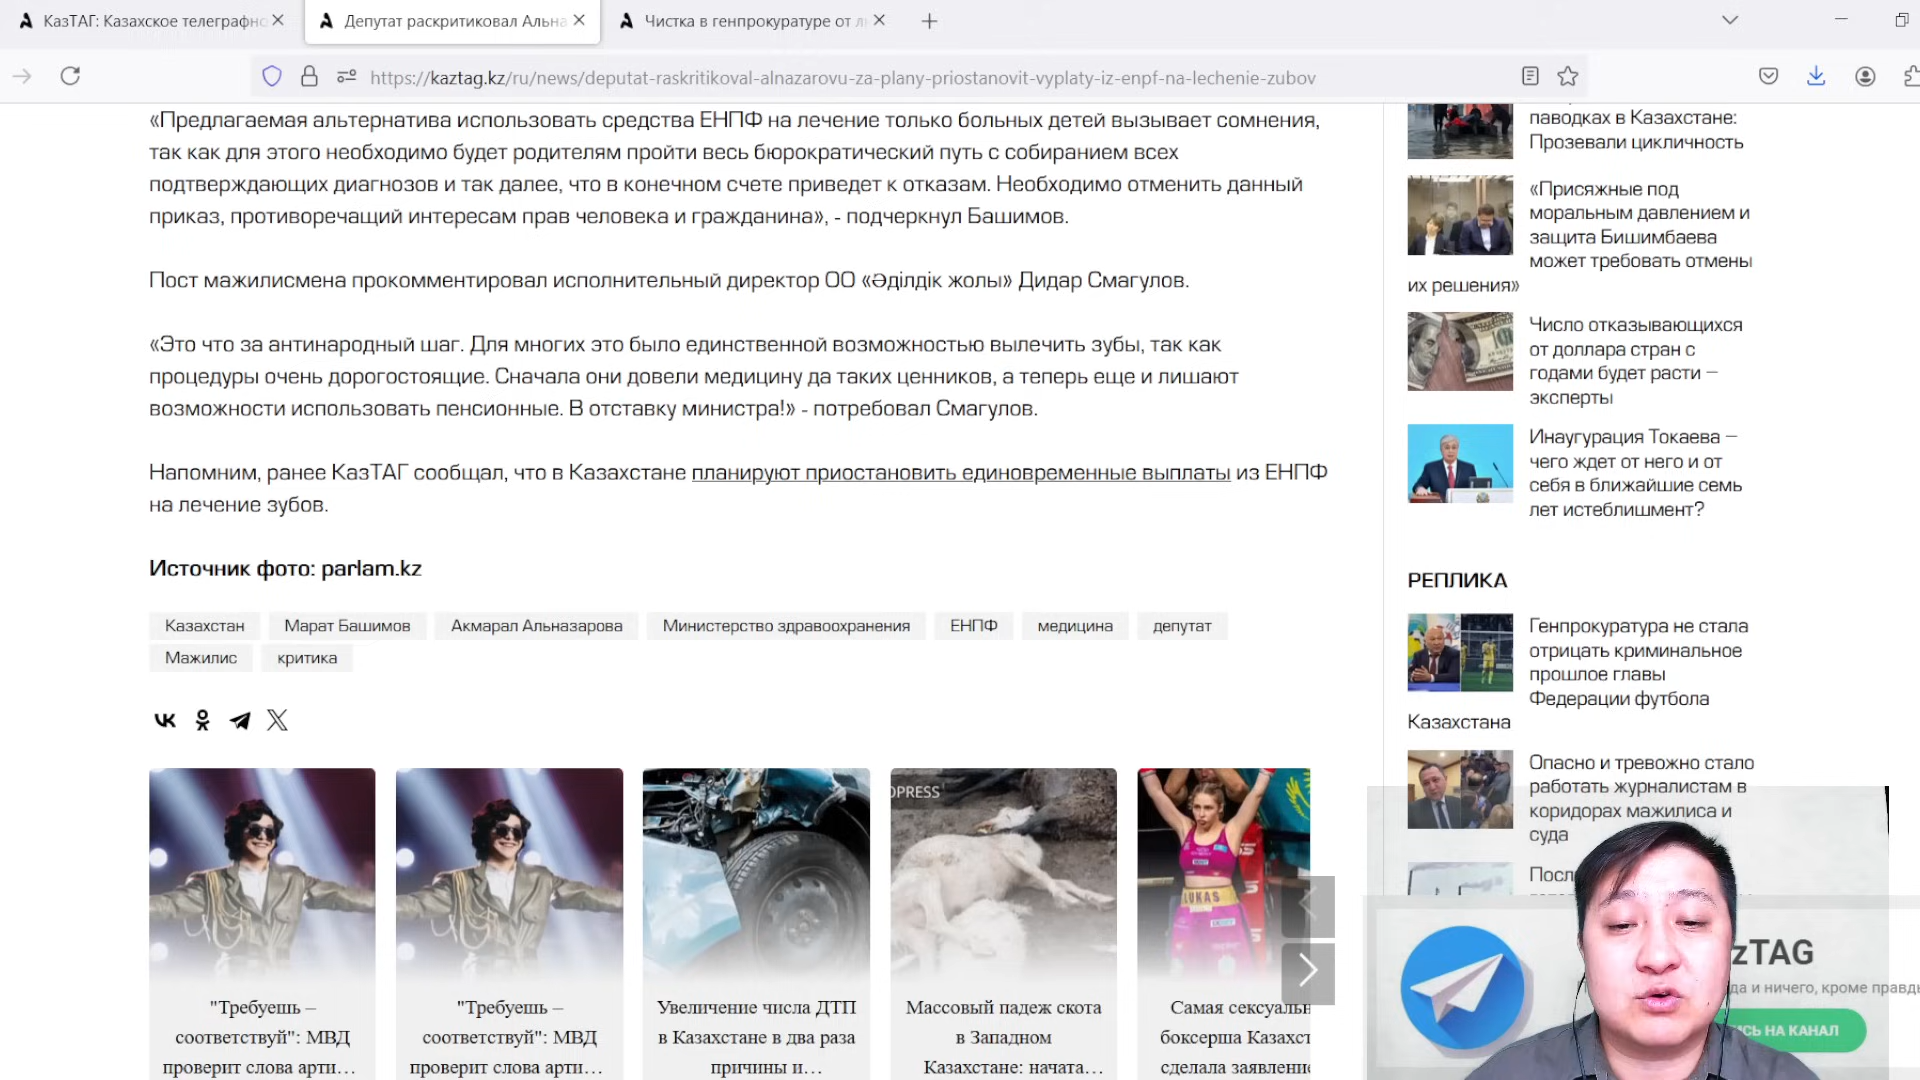 КазТАГ: Казахское телеграфно
Депутат раскритиковал Альна
Чистка в генпрокуратуре от л
https://kaztag.kz/ru/news/deputat-raskritikoval-alnazarovu-za-plany-priostanovit-vyplaty-iz-enpf-na-lechenie-zubov
«Предлагаемая альтернатива использовать средства ЕНПФ на лечение только больных детей вызывает сомнения,
так как для этого необходимо будет родителям пройти весь бюрократический путь с собиранием всех
подтверждающих диагнозов и так далее, что в конечном счете приведет к отказам. Необходимо отменить данный
приказ, противоречащий интересам прав человека и гражданина», - подчеркнул Башимов.
Пост мажилисмена прокомментировал исполнительный директор ОО «Әділдік жолы» Дидар Смагулов.
«Это что за антинародный шаг. Для многих это было единственной возможностью вылечить зубы, так как
процедуры очень дорогостоящие. Сначала они довели медицину да таких ценников, а теперь еще и лишают
возможности использовать пенсионные. В отставку министра!» - потребовал Смагулов.
Напомним, ранее КазТАГ сообщал, что в Казахстане планируют приостановить единовременные выплаты из ЕНПФ
на лечение зубов.
Источник фото: parlam.kz
Казахстан
Марат Башимов
Акмарал Альназарова
Министерство здравоохранения
ЕНПФ
медицина
депутат
Мажилис
критика
OPRESS
LUKAS
"Требуешь –
соответствуй": МВД
проверит слова арти...
"Требуешь –
соответствуй": МВД
проверит слова арти...
Увеличение числа ДТП
в Казахстане в два раза
причины и...
Массовый падеж скота
в Западном
Казахстане: начата...
Самая сексуальн
боксерша Казахст
сделала заявление
паводках в Казахстане:
Прозевали цикличность
«Присяжные под
моральным давлением и
защита Бишимбаева
может требовать отмены
их решения»
Число отказывающихся
от доллара стран с
годами будет расти –
эксперты
Инаугурация Токаева –
чего ждет от него и от
себя в ближайшие семь
лет истеблишмент?
РЕПЛИКА
Генпрокуратура не стала
отрицать криминальное
прошлое главы
Федерации футбола
Казахстана
Опасно и тревожно стало
работать журналистам в
коридорах мажилиса и
суда
Посл
zTAG
да и ничего, кроме правды
ИСЬ НА КАНАЛ